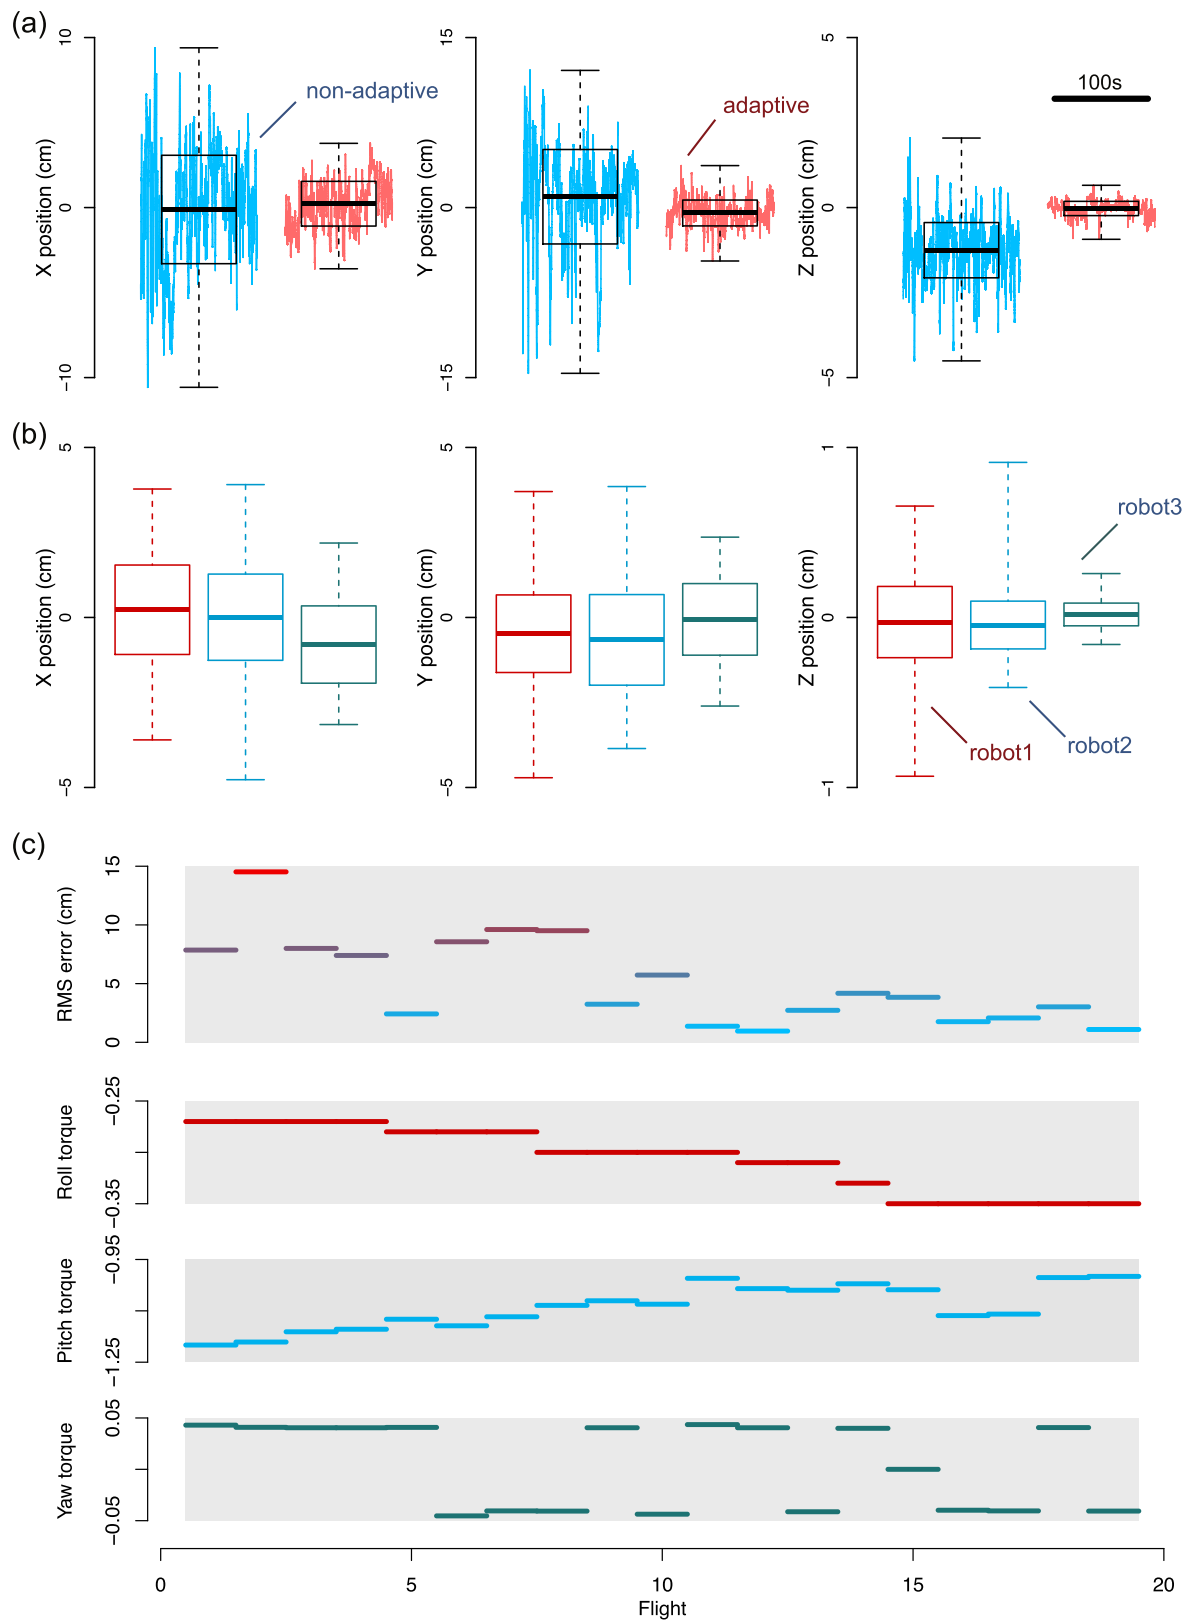 (a)
10
0
−10
X position (cm)
non-adaptive
15
0
−15
Y position (cm)
adaptive
5
0
−5
Z position (cm)
100s
(b)
5
0
−5
X position (cm)
5
0
−5
Y position (cm)
1
0
−1
Z position (cm)
robot3
robot1
robot2
(c)
15
10
5
0
RMS error (cm)
−0.25
−0.35
Roll torque
−0.95
−1.25
Pitch torque
0.05
−0.05
Yaw torque
0 5 10 15 20
Flight